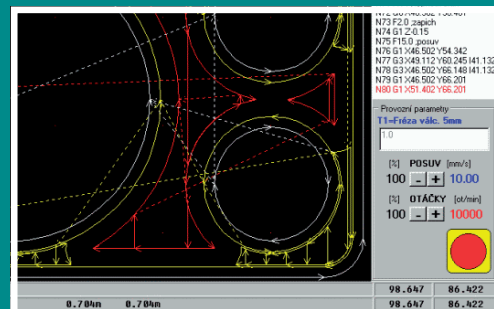 N73 F2.0 ;zapich
N74 G1 Z-0.15
N75 F15.0 ;posuv
N76 G1 X46.502 Y54.342
N77 G3 X49.112 Y60.245 I41.132
N78 G3 X46.502 Y66.148 I41.132
N79 G1 X46.502 Y66.201
N80 G1 X51.402 Y66.201
Provozní parametry
T1=Fréza válc. 5mm
1.0
[%] POSUV [mm/s]
100 - + 10.00
[%] OTÁČKY [ot/min]
100 - + 10000
98.647 86.422
0.704m 0.704m 98.647 86.422